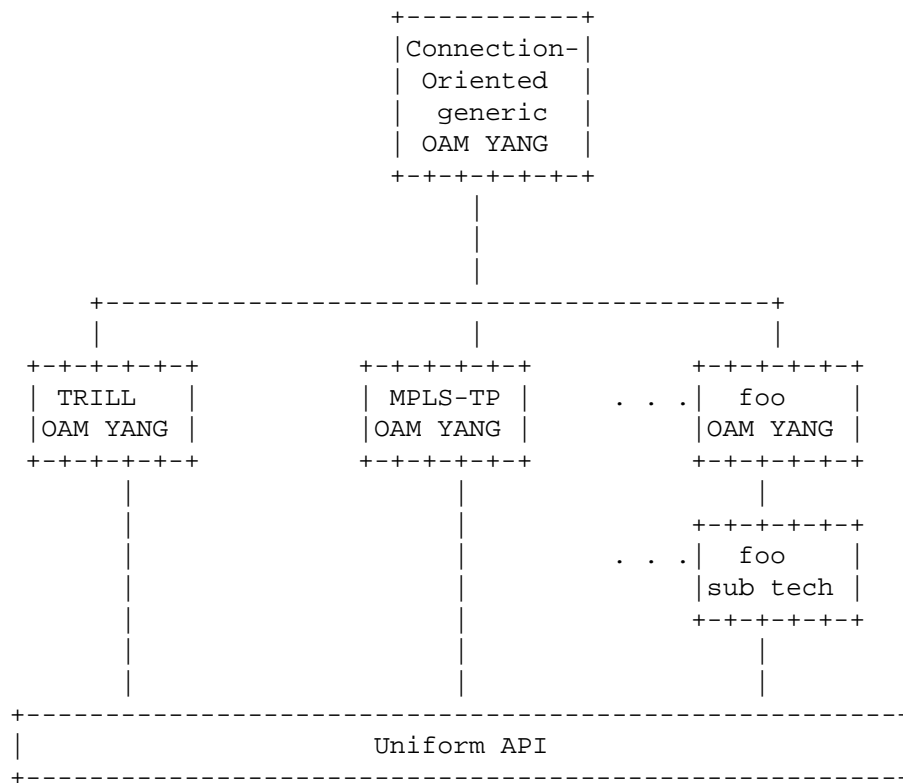 Connection-
Oriented
generic
OAM YANG
TRILL MPLS-TP . . . foo
OAM YANG OAM YANG OAM YANG
. . . foo
sub tech
Uniform API